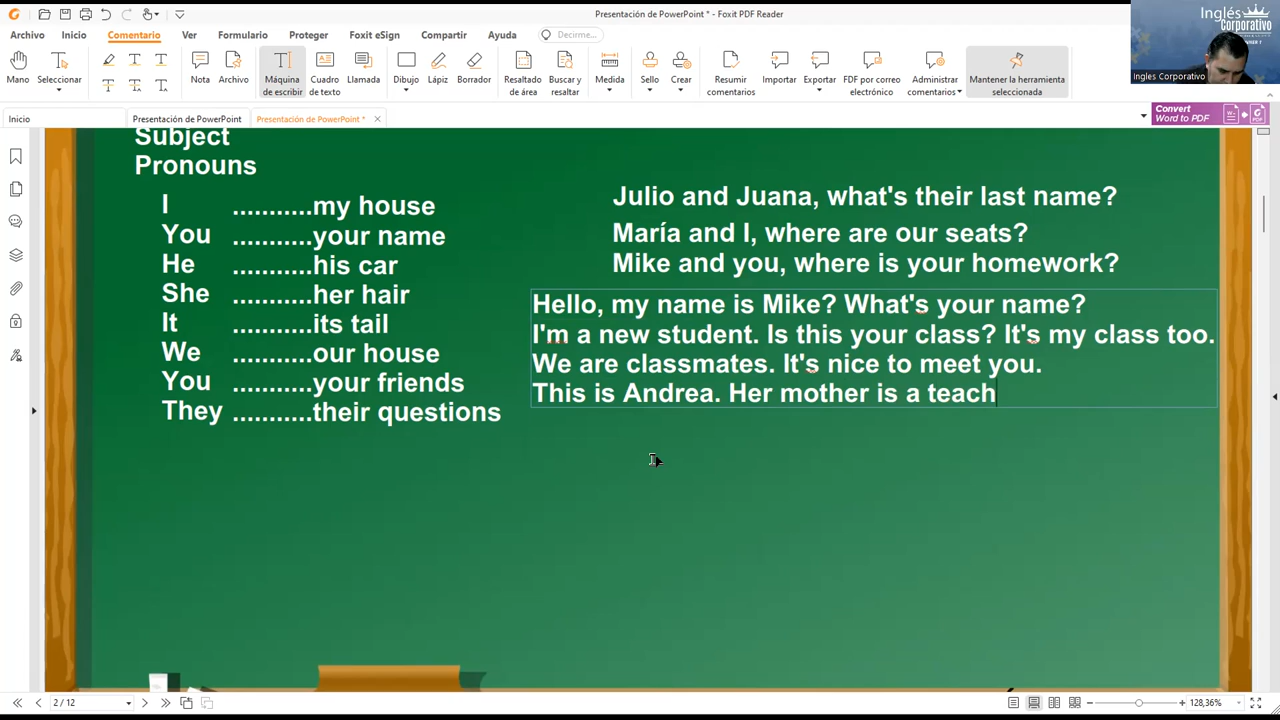 Presentación de PowerPoint * - Foxit PDF Reader
Archivo Inicio Comentario Ver Formulario Proteger Foxit eSign Compartir Ayuda Decirme...
Mano
Seleccionar
Nota
Archivo
Máquina de escribir
Cuadro de texto
Llamada
Dibujo
Lápiz
Borrador
Resaltado de área
Buscar y resaltar
Medida
Sello
Crear
Resumir comentarios
Importar
Exportar
FDP por correo electrónico
Administrar comentarios
Mantener la herramienta seleccionada
Inglés
Corporativo
Ingles Corporativo
Inicio
Presentación de PowerPoint
Presentación de PowerPoint *
Convert
Word to PDF
Subject
Pronouns
I ...........my house
You ...........your name
He ...........his car
She ...........her hair
It ...........its tail
We ...........our house
You ...........your friends
They ...........their questions
Julio and Juana, what's their last name?
María and I, where are our seats?
Mike and you, where is your homework?
Hello, my name is Mike? What's your name?
I'm a new student. Is this your class? It's my class too.
We are classmates. It's nice to meet you.
This is Andrea. Her mother is a teach
2 / 12
128,36%